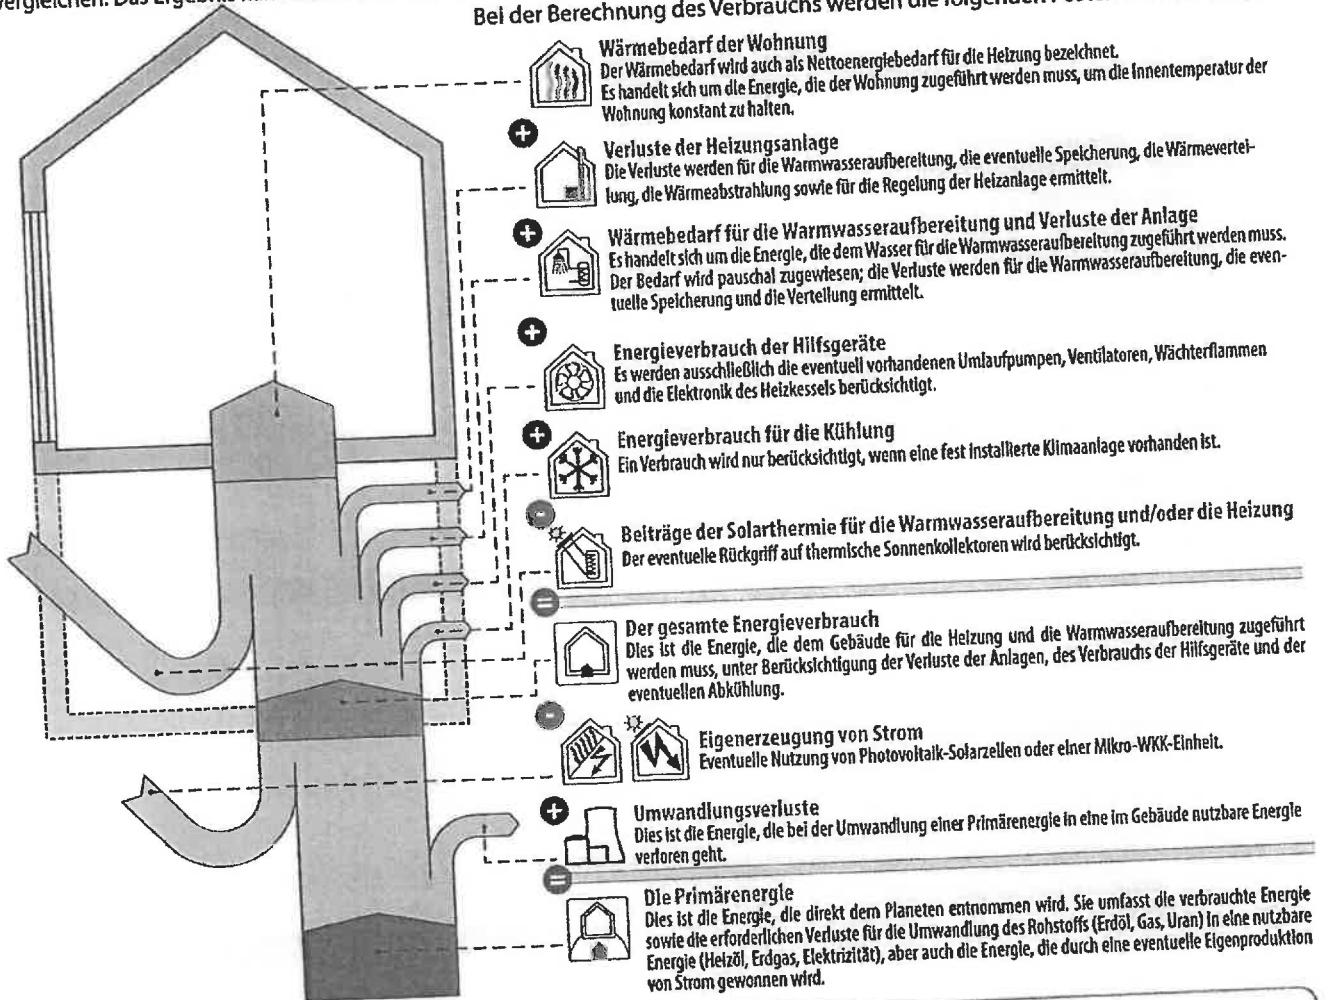 Bei der Berechnung des Verbrauchs werden die folgenden
Wärmebedarf der Wohnung
Der Wärmebedarf wird auch als Nettoenergiebedarf für die Heizung bezeichnet.
Es handelt sich um die Energie, die der Wohnung zugeführt werden muss, um die Innentemperatur der
Wohnung konstant zu halten.
+
Verluste der Heizungsanlage
Die Verluste werden für die Warmwasseraufbereitung, die eventuelle Speicherung, die Wärmevertei-
lung, die Wärmeabstrahlung sowie für die Regelung der Heizanlage ermittelt.
+
Wärmebedarf für die Warmwasseraufbereitung und Verluste der Anlage
Es handelt sich um die Energie, die dem Wasser für die Warmwasseraufbereitung zugeführt werden muss.
Der Bedarf wird pauschal zugewiesen; die Verluste werden für die Warmwasseraufbereitung, die even-
tuelle Speicherung und die Verteilung ermittelt.
+
Energieverbrauch der Hilfsgeräte
Es werden ausschließlich die eventuell vorhandenen Umlaufpumpen, Ventilatoren, Wächterflammen
und die Elektronik des Heizkessels berücksichtigt.
+
Energieverbrauch für die Kühlung
Ein Verbrauch wird nur berücksichtigt, wenn eine fest installierte Klimaanlage vorhanden ist.
-
Beiträge der Solarthermie für die Warmwasseraufbereitung und/oder die Heizung
Der eventuelle Rückgriff auf thermische Sonnenkollektoren wird berücksichtigt.
=
Der gesamte Energieverbrauch
Dies ist die Energie, die dem Gebäude für die Heizung und die Warmwasseraufbereitung zugeführt
werden muss, unter Berücksichtigung der Verluste der Anlagen, des Verbrauchs der Hilfsgeräte und der
eventuellen Abkühlung.
-
Eigenerzeugung von Strom
Eventuelle Nutzung von Photovoltaik-Solarzellen oder einer Mikro-WKK-Einheit.
+
Umwandlungsverluste
Dies ist die Energie, die bei der Umwandlung einer Primärenergie in eine im Gebäude nutzbare Energie
verloren geht.
=
Die Primärenergie
Dies ist die Energie, die direkt dem Planeten entnommen wird. Sie umfasst die verbrauchte Energie
sowie die erforderlichen Verluste für die Umwandlung des Rohstoffs (Erdöl, Gas, Uran) in eine nutzbare
Energie (Heizöl, Erdgas, Elektrizität), aber auch die Energie, die durch eine eventuelle Eigenproduktion
von Strom gewonnen wird.